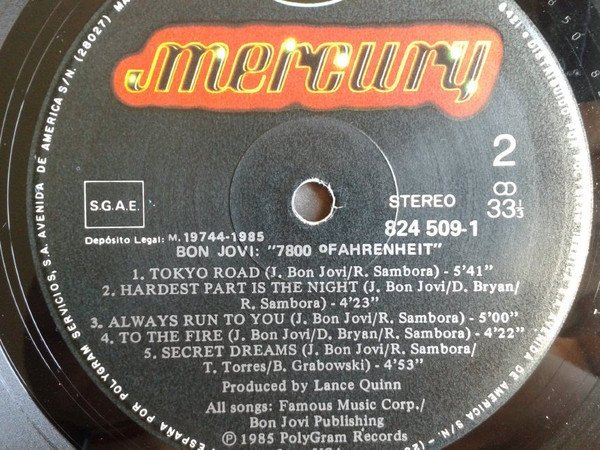 mercury
2
STEREO
33⅓
824 509-1
S.G.A.E.
Depósito Legal: M. 19744-1985
BON JOVI: "7800 ºFAHRENHEIT"
1. TOKYO ROAD (J. Bon Jovi/R. Sambora) - 5'41"
2. HARDEST PART IS THE NIGHT (J. Bon Jovi/D. Bryan/
R. Sambora) - 4'23"
3. ALWAYS RUN TO YOU (J. Bon Jovi/R. Sambora) - 5'00"
4. TO THE FIRE (J. Bon Jovi/D. Bryan/R. Sambora) - 4'22"
5. SECRET DREAMS (J. Bon Jovi/R. Sambora/
T. Torres/B. Grabowski) - 4'53"
Produced by Lance Quinn
All songs: Famous Music Corp./
Bon Jovi Publishing
Ⓟ 1985 PolyGram Records
ESPAÑA POR POLYGRAM SERVICIOS, S.A. AVENIDA DE AMERICA S/N. (28027)
DE AMERICA S/N.